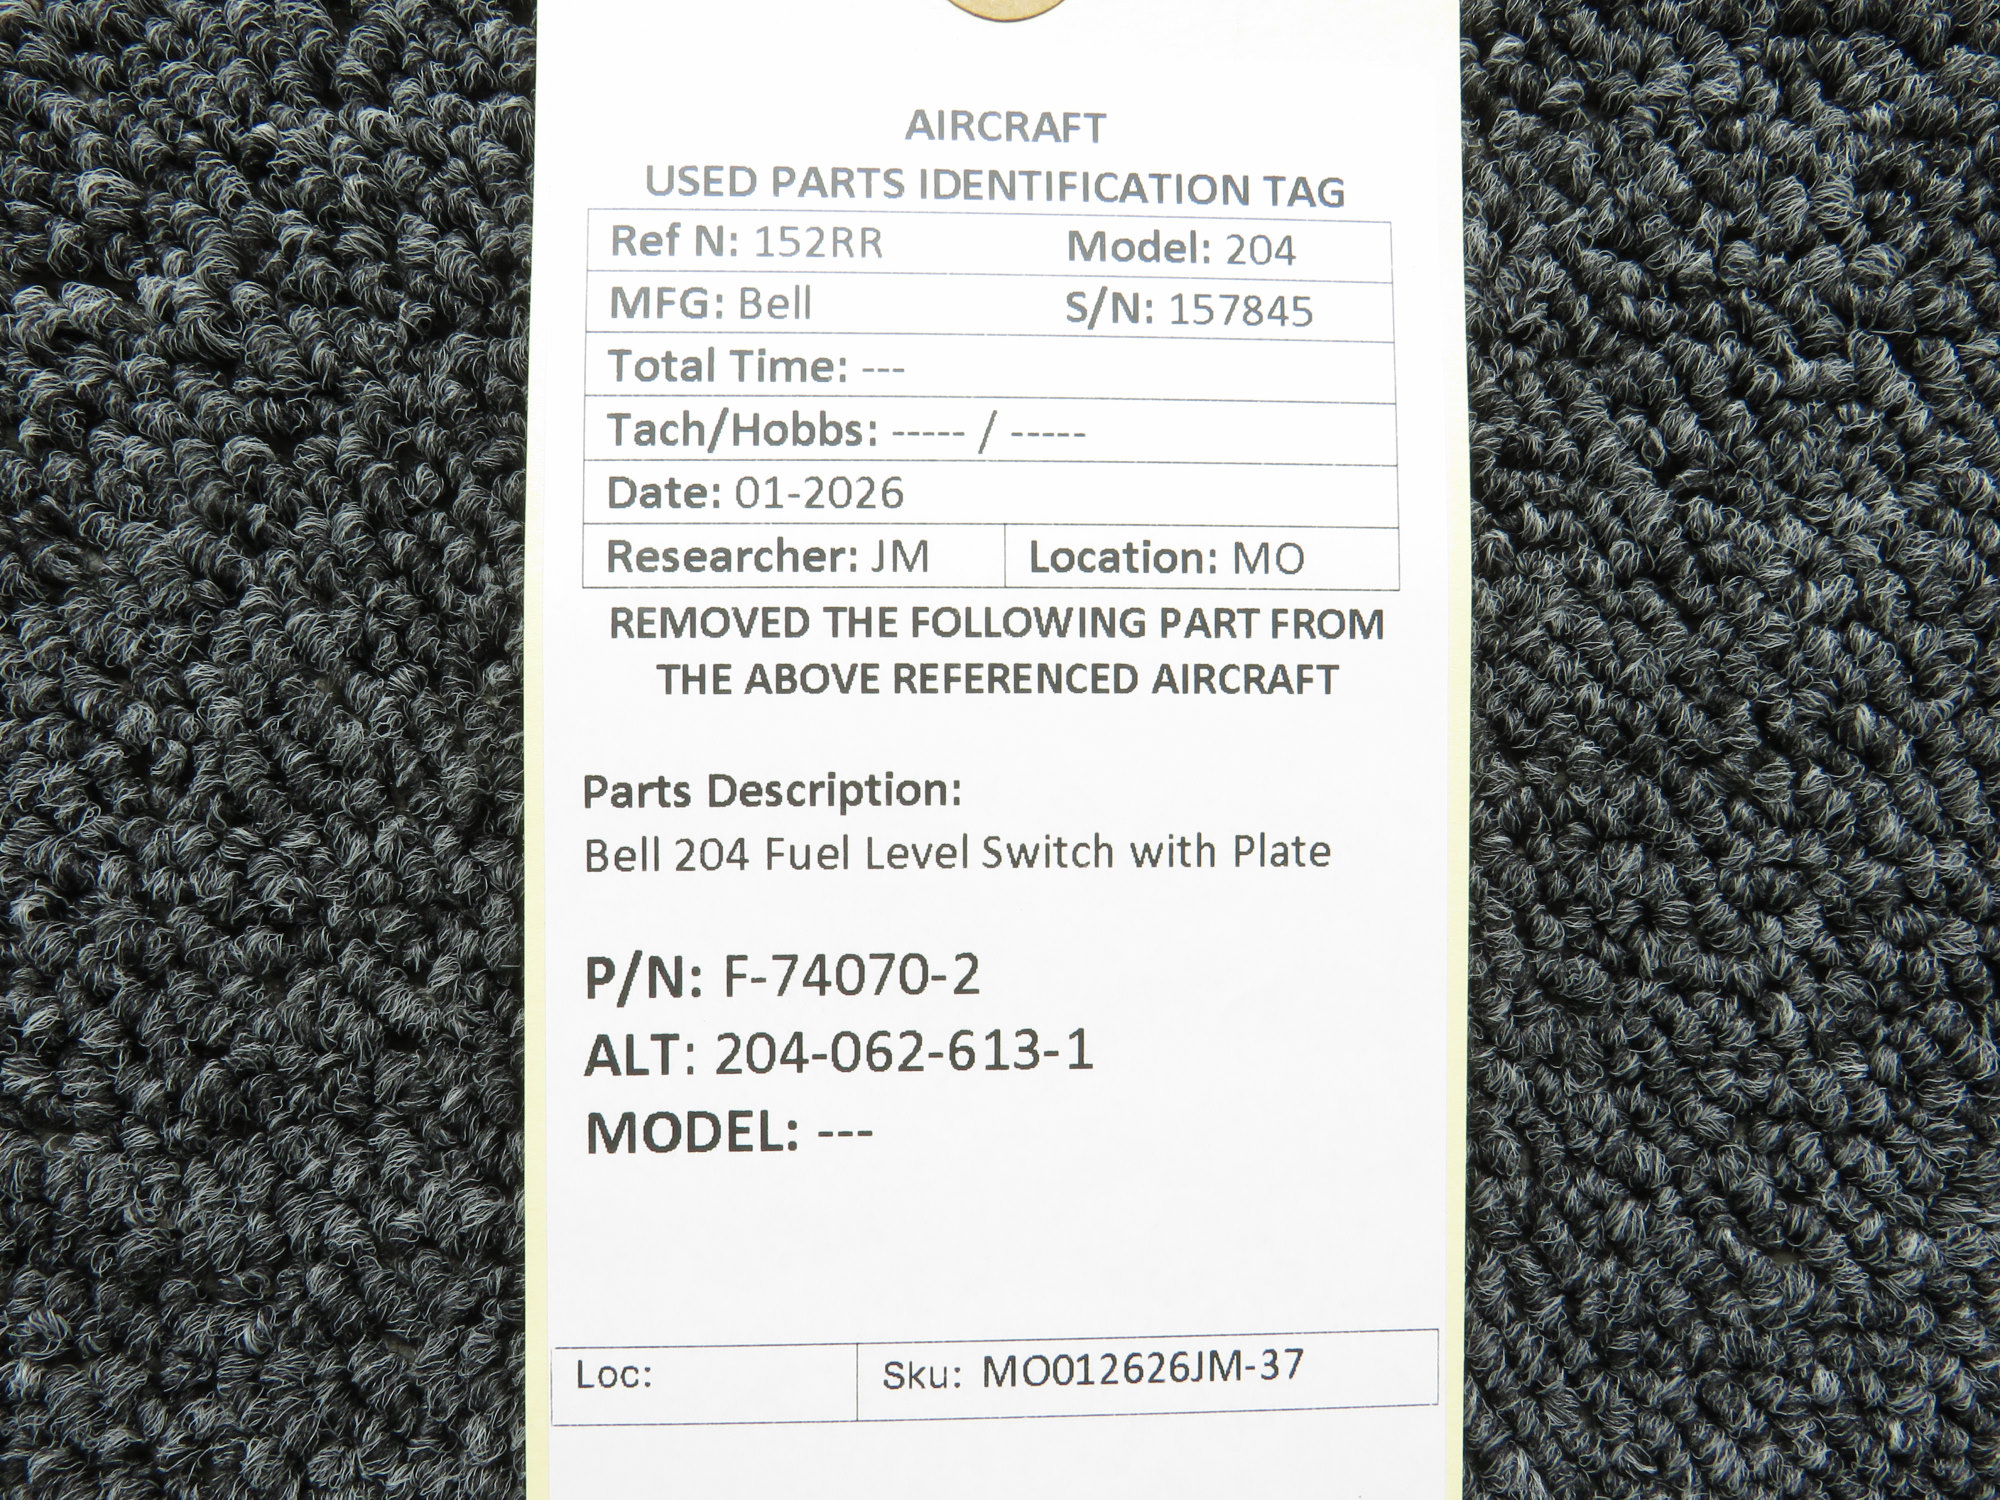 AIRCRAFT
USED PARTS IDENTIFICATION TAG
Ref N: 152RR Model: 204
MFG: Bell S/N: 157845
Total Time: ---
Tach/Hobbs: ----- / -----
Date: 01-2026
Researcher: JM Location: MO
REMOVED THE FOLLOWING PART FROM
THE ABOVE REFERENCED AIRCRAFT
Parts Description:
Bell 204 Fuel Level Switch with Plate
P/N: F-74070-2
ALT: 204-062-613-1
MODEL: ---
Loc: Sku: MO012626JM-37